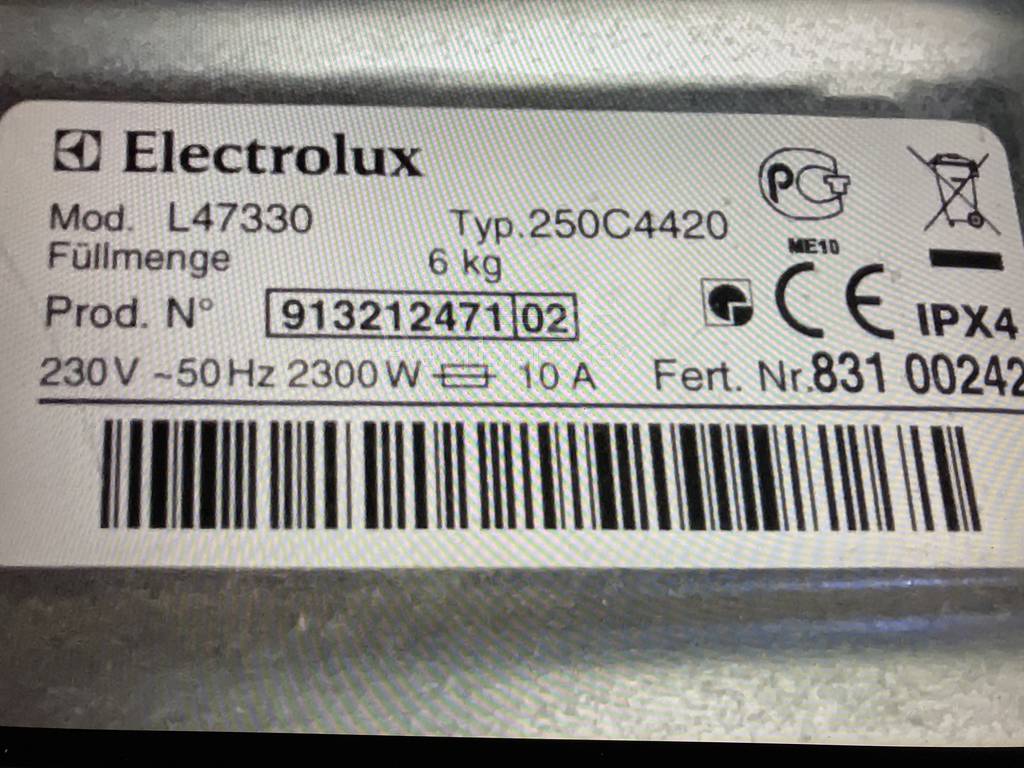 Electrolux
Mod. L47330 Typ.250C4420
Füllmenge 6 kg
ME10
Prod. N° 913212471 02
CE IPX4
230V ~50Hz 2300W 10 A Fert. Nr.831 00242